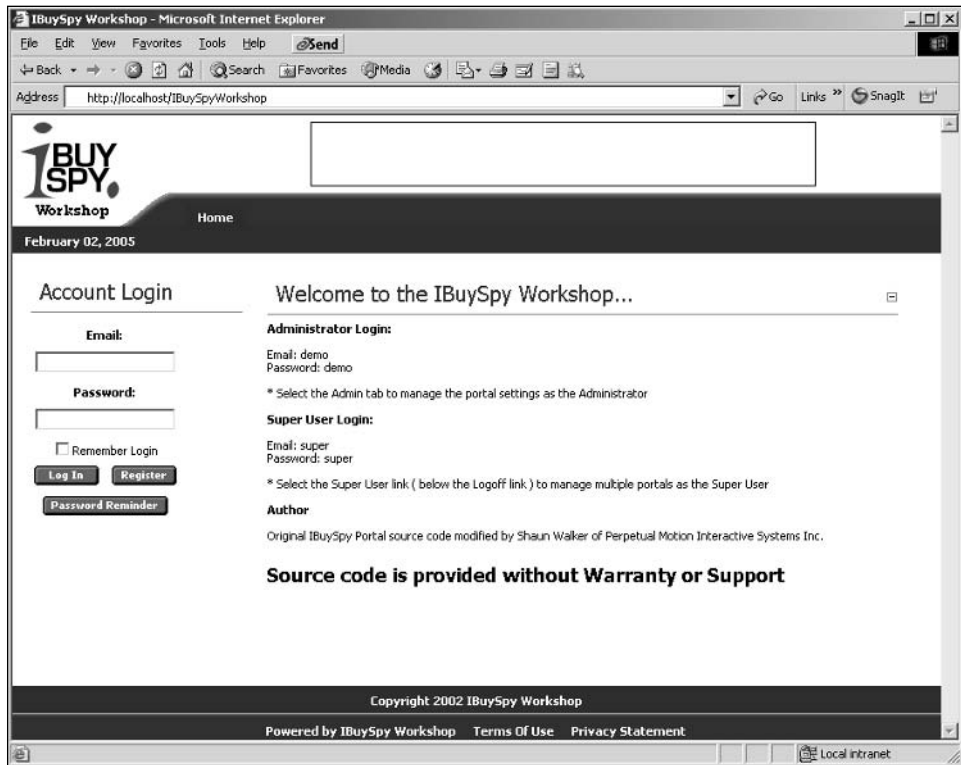 IBuySpy Workshop - Microsoft Internet Explorer
File Edit View Favorites Tools Help Send
Back Search Favorites Media
Address http://localhost/IBuySpyWorkshop Go Links » SnagIt
iBUY
SPY.
Workshop
Home
February 02, 2005
Account Login
Email:
Password:
Remember Login
Log In Register
Password Reminder
Welcome to the IBuySpy Workshop...
Administrator Login:
Email: demo
Password: demo
* Select the Admin tab to manage the portal settings as the Administrator
Super User Login:
Email: super
Password: super
* Select the Super User link ( below the Logoff link ) to manage multiple portals as the Super User
Author
Original IBuySpy Portal source code modified by Shaun Walker of Perpetual Motion Interactive Systems Inc.
Source code is provided without Warranty or Support
Copyright 2002 IBuySpy Workshop
Powered by IBuySpy Workshop Terms Of Use Privacy Statement
Local intranet